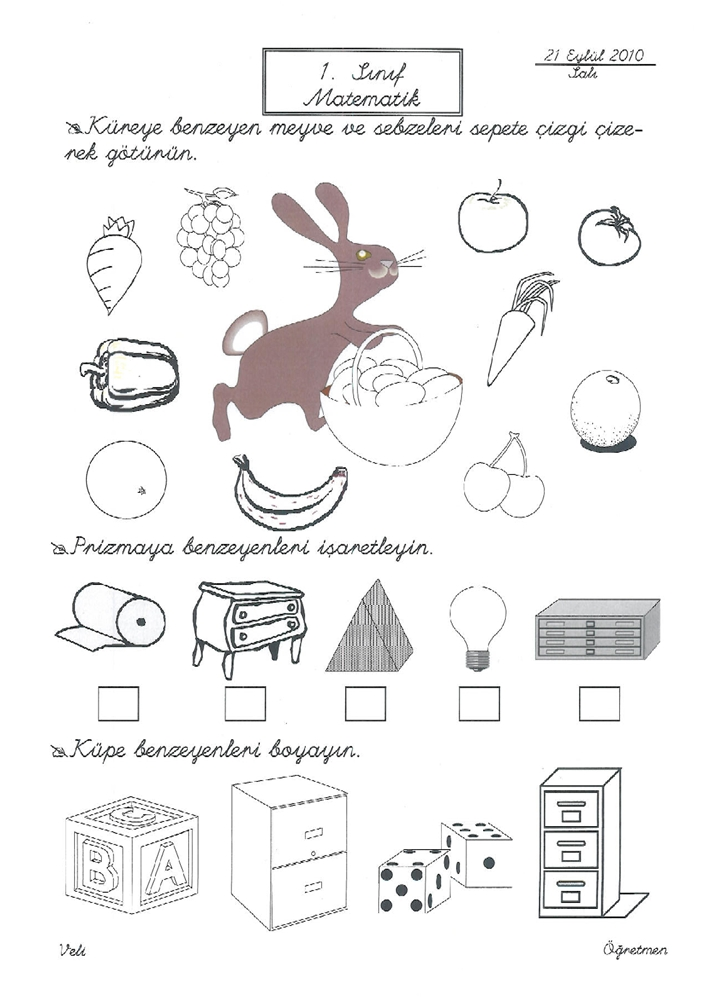 21 Eylül 2010
Salı
1. Sınıf
Matematik
Küreye benzeyen meyve ve sebzeleri sepete çizgi çize-
rek götürün.
Prizmaya benzeyenleri işaretleyin.
Küpe benzeyenleri boyayın.
C
B A
Veli Öğretmen